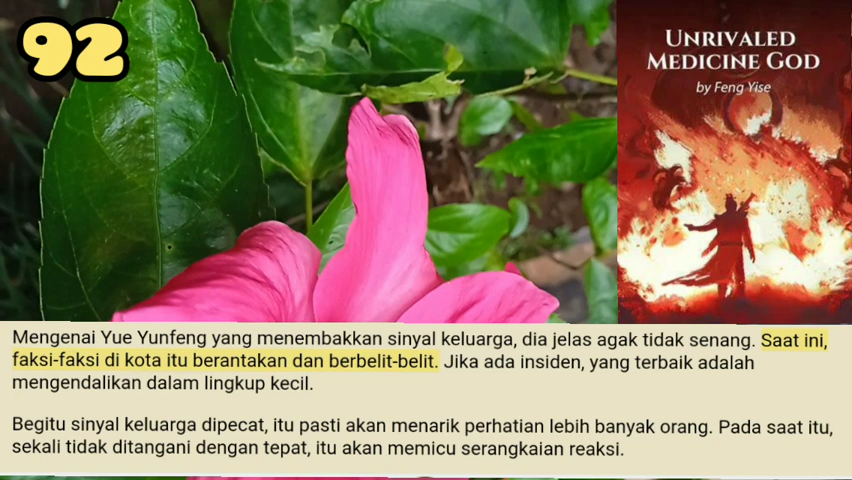 92
UNRIVALED
MEDICINE GOD
by Feng Yise
Mengenai Yue Yunfeng yang menembakkan sinyal keluarga, dia jelas agak tidak senang. Saat ini,
faksi-faksi di kota itu berantakan dan berbelit-belit. Jika ada insiden, yang terbaik adalah
mengendalikan dalam lingkup kecil.
Begitu sinyal keluarga dipecat, itu pasti akan menarik perhatian lebih banyak orang. Pada saat itu,
sekali tidak ditangani dengan tepat, itu akan memicu serangkaian reaksi.